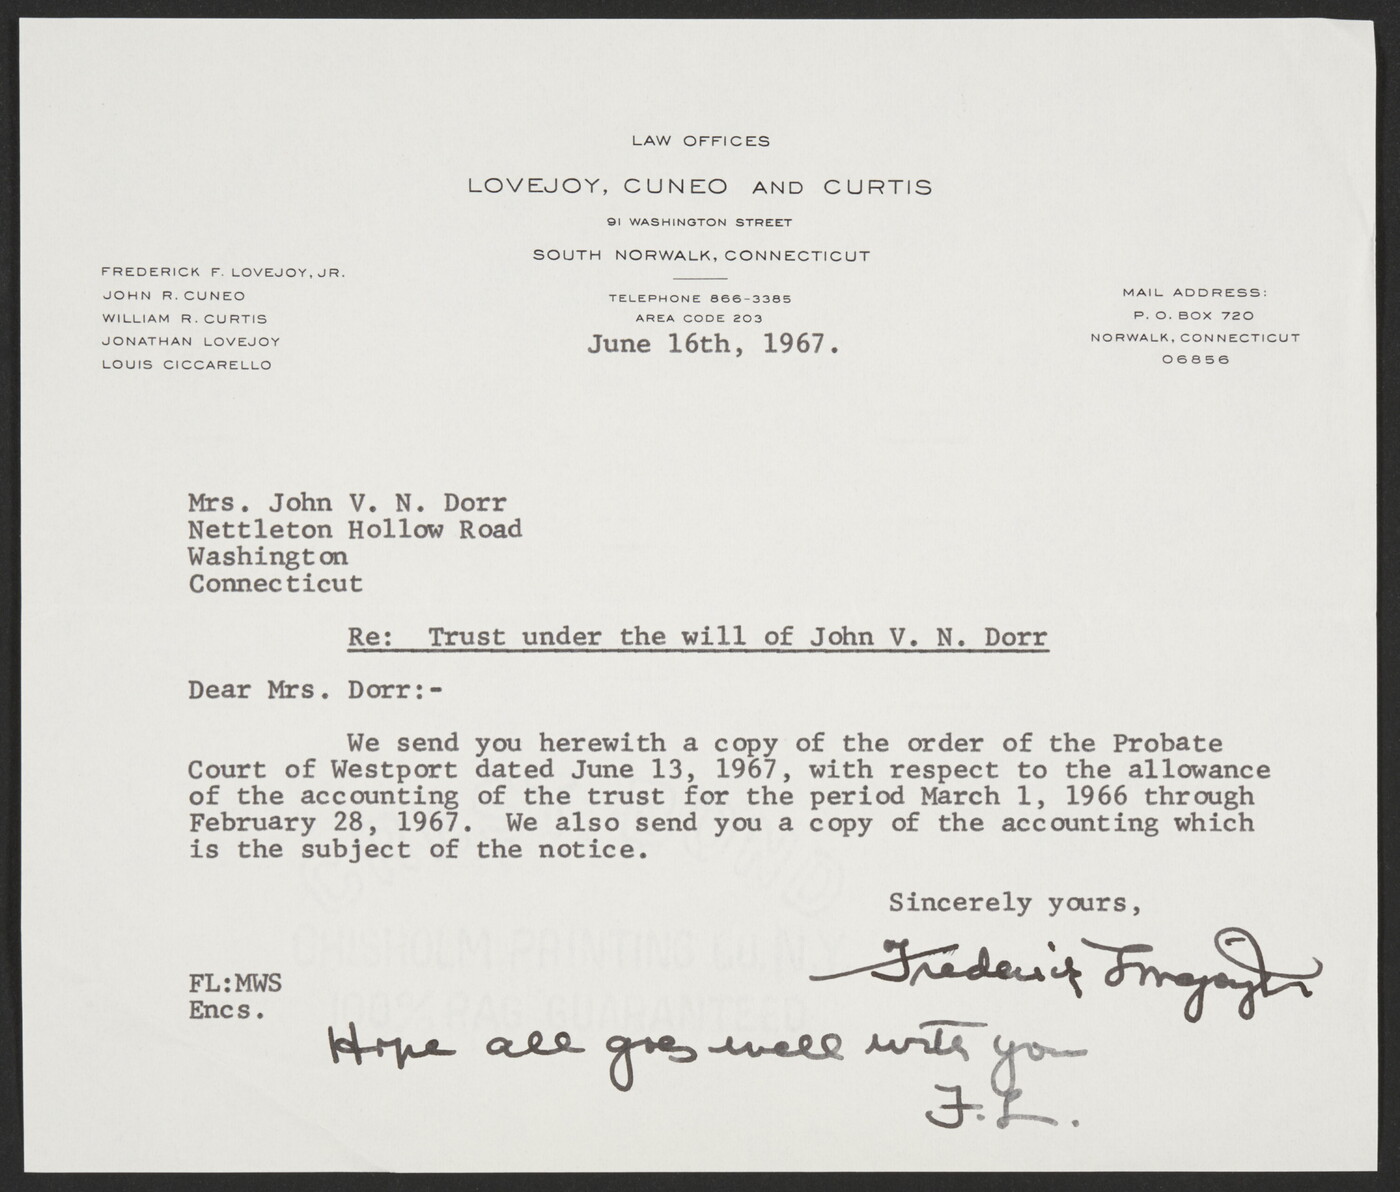 LAW OFFICES
LOVEJOY, CUNEO AND CURTIS
91 WASHINGTON STREET
SOUTH NORWALK, CONNECTICUT
TELEPHONE 866-3385
AREA CODE 203
FREDERICK F. LOVEJOY, JR.
JOHN R. CUNEO
WILLIAM R. CURTIS
JONATHAN LOVEJOY
LOUIS CICCARELLO
MAIL ADDRESS:
P. O. BOX 720
NORWALK, CONNECTICUT
06856
June 16th, 1967.
Mrs. John V. N. Dorr
Nettleton Hollow Road
Washington
Connecticut
Re: Trust under the will of John V. N. Dorr
Dear Mrs. Dorr:-
We send you herewith a copy of the order of the Probate
Court of Westport dated June 13, 1967, with respect to the allowance
of the accounting of the trust for the period March 1, 1966 through
February 28, 1967. We also send you a copy of the accounting which
is the subject of the notice.
Sincerely yours,
Frederick Lovejoy Jr
FL:MWS
Encs.
Hope all goes well with you
F.L.
CHISHOLM PRINTING CO. N.Y.
100% RAG GUARANTEED